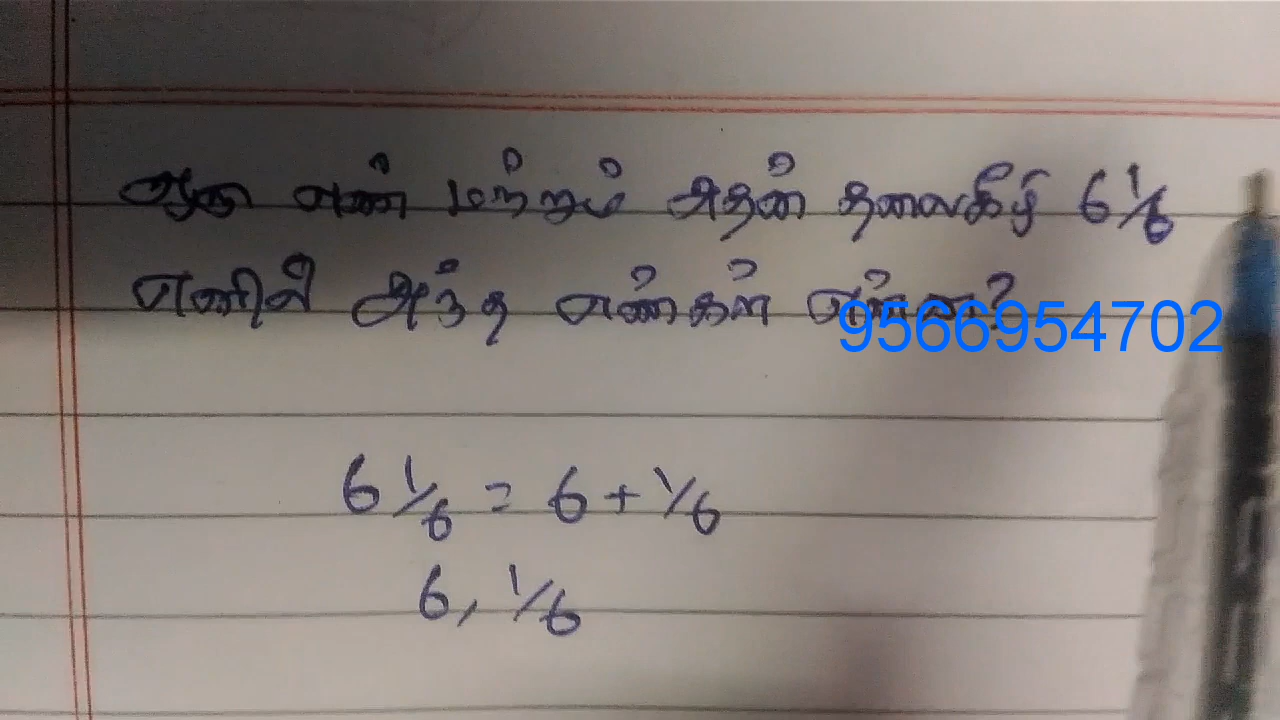 ஒரு எண் மற்றும் அதன் தலைகீழ் 6 1/6
எனில் அந்த எண்கள் என்ன?
9566954702
6 1/6 = 6 + 1/6
6, 1/6